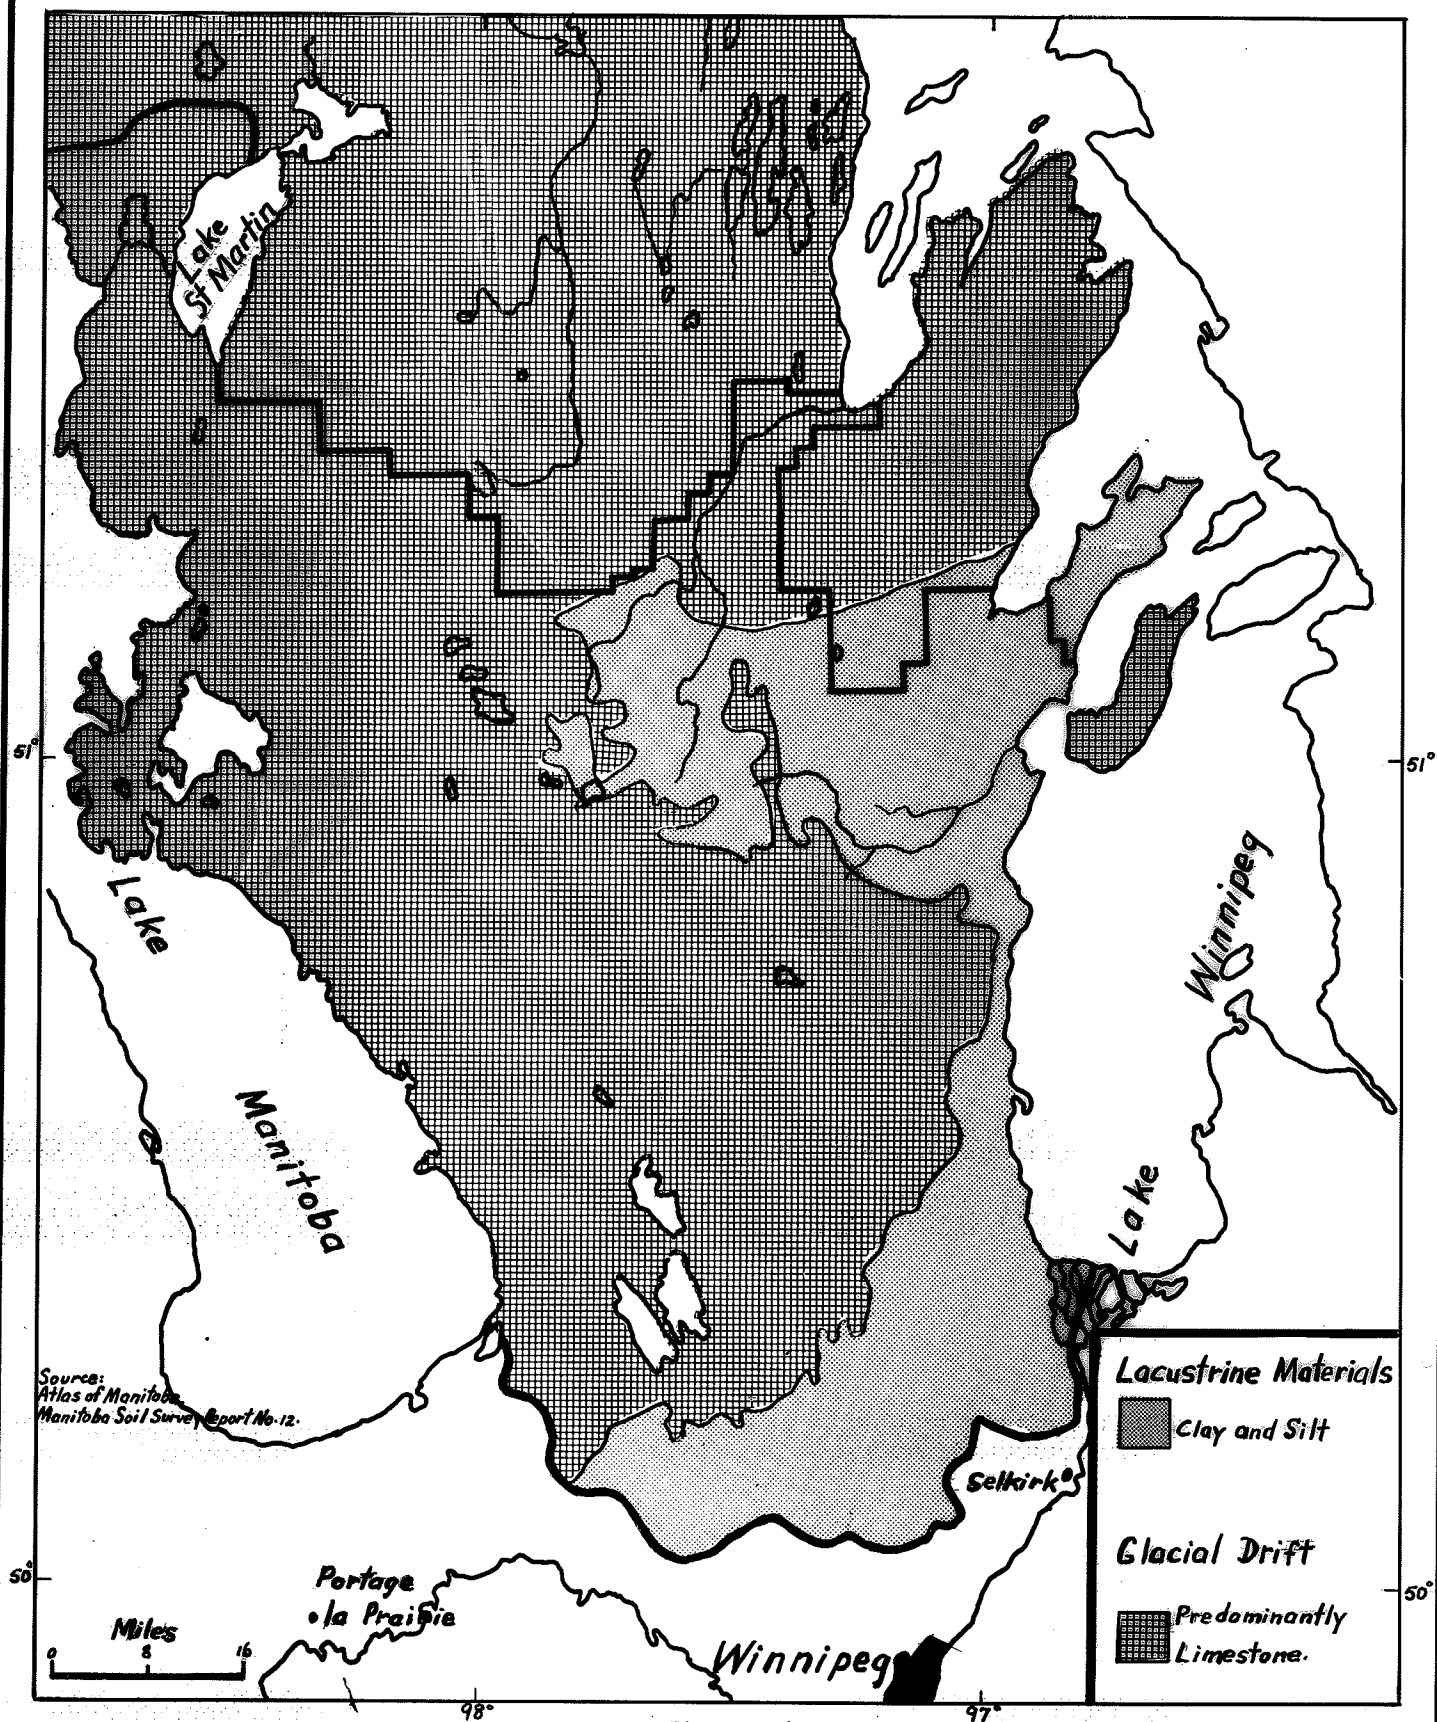 Lake
St Martin
51°
51°
Lake
Manitoba
Winnipeg
Lake
Source:
Atlas of Manitoba
Manitoba Soil Survey Report No. 12.
Lacustrine Materials
Clay and Silt
Selkirk
Glacial Drift
Predominantly
Limestone.
50°
50°
Portage
la Prairie
Miles
0 8 16
Winnipeg
98°
97°